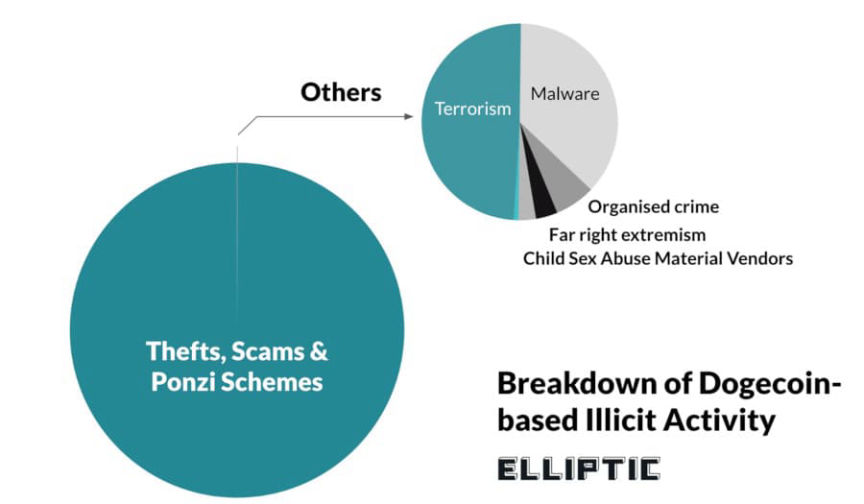 Others
Terrorism
Malware
Organised crime
Far right extremism
Child Sex Abuse Material Vendors
Thefts, Scams &
Ponzi Schemes
Breakdown of Dogecoin-
based Illicit Activity
ELLIPTIC